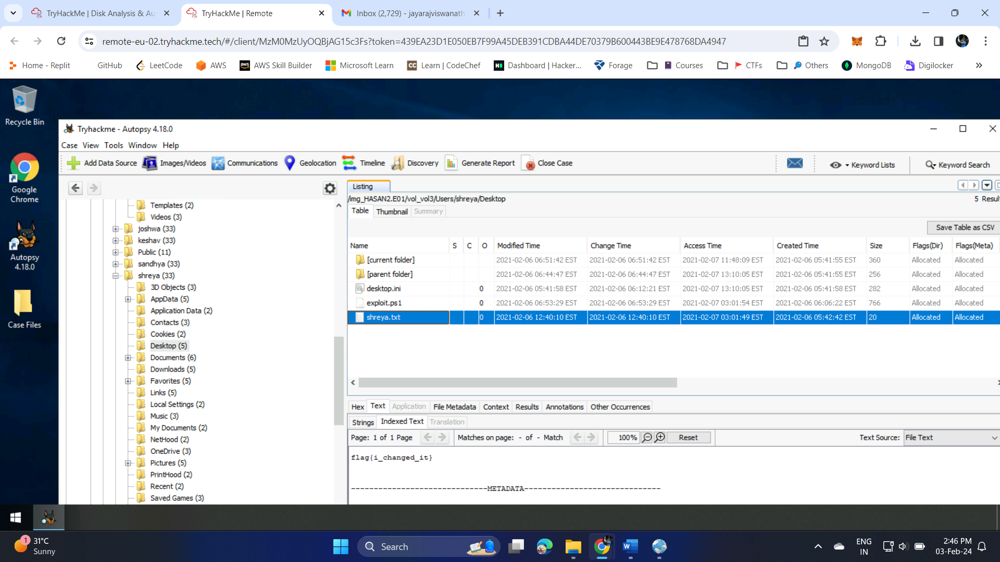 TryHackMe | Disk Analysis & Au
TryHackMe | Remote
Inbox (2,729) - jayarajviswanath
remote-eu-02.tryhackme.tech/#/client/MzM0MzUyOQBjAG15c3Fs?token=439EA23D1E050EB7F99A45DEB391CDBA44DE70379B600443BE9E478768DA4947
Home - Replit GitHub LeetCode AWS AWS Skill Builder Microsoft Learn Learn | CodeChef Dashboard | Hacker... Forage Courses CTFs Others MongoDB Digilocker
Recycle Bin
Google Chrome
Autopsy 4.18.0
Case Files
Tryhackme - Autopsy 4.18.0
Case View Tools Window Help
Add Data Source Images/Videos Communications Geolocation Timeline Discovery Generate Report Close Case Keyword Lists Keyword Search
Templates (2)
Videos (3)
joshwa (33)
keshav (33)
Public (11)
sandhya (33)
shreya (33)
3D Objects (3)
AppData (5)
Application Data (2)
Contacts (3)
Cookies (2)
Desktop (5)
Documents (6)
Downloads (5)
Favorites (5)
Links (5)
Local Settings (2)
Music (3)
My Documents (2)
NetHood (2)
OneDrive (3)
Pictures (5)
PrintHood (2)
Recent (2)
Saved Games (3)
Listing
/img_HASAN2.E01/vol_vol3/Users/shreya/Desktop 5 Resul
Table Thumbnail Summary
Save Table as CSV
Name S C O Modified Time Change Time Access Time Created Time Size Flags(Dir) Flags(Meta)
[current folder] 2021-02-06 06:51:42 EST 2021-02-06 06:51:42 EST 2021-02-07 11:48:09 EST 2021-02-06 05:41:55 EST 360 Allocated Allocated
[parent folder] 2021-02-06 06:44:47 EST 2021-02-06 06:44:47 EST 2021-02-07 13:10:05 EST 2021-02-06 05:41:55 EST 256 Allocated Allocated
desktop.ini 0 2021-02-06 05:41:58 EST 2021-02-06 06:12:21 EST 2021-02-07 13:10:05 EST 2021-02-06 05:41:58 EST 282 Allocated Allocated
exploit.ps1 0 2021-02-06 06:53:29 EST 2021-02-06 06:53:29 EST 2021-02-07 03:01:54 EST 2021-02-06 06:06:22 EST 766 Allocated Allocated
shreya.txt 0 2021-02-06 12:40:10 EST 2021-02-06 12:40:10 EST 2021-02-07 03:01:49 EST 2021-02-06 05:42:42 EST 20 Allocated Allocated
Hex Text Application File Metadata Context Results Annotations Other Occurrences
Strings Indexed Text Translation
Page: 1 of 1 Page Matches on page: - of - Match 100% Reset Text Source: File Text
flag{i_changed_it}
------------------------------METADATA------------------------------
1
31°C
Sunny
Search
ENG
IN
2:46 PM
03-Feb-24